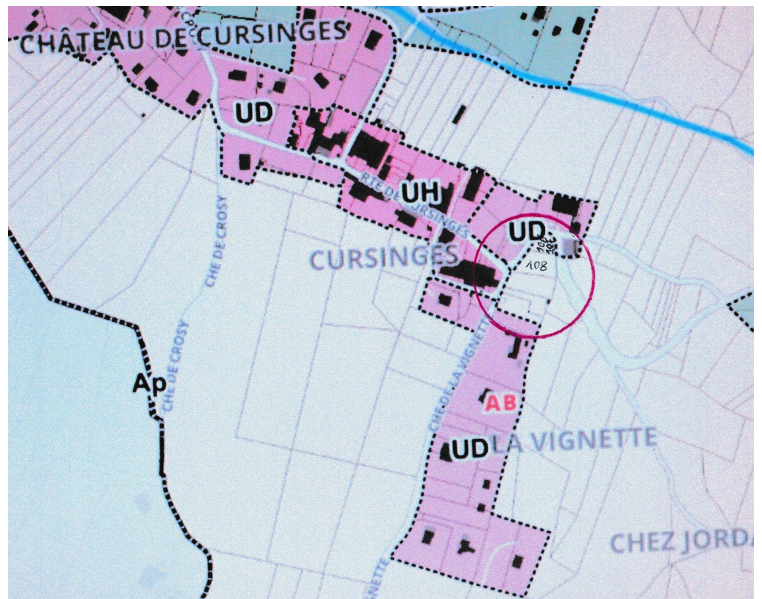 CHÂTEAU DE CURSINGES
UD
UH
RTE DE CURSINGES
UD
CURSINGES
108
CHE DE CROSY
CHE DE CROSY
Ap
CHE DE LA VIGNETTE
AB
UD LA VIGNETTE
CHEZ JORDA
GNETTE